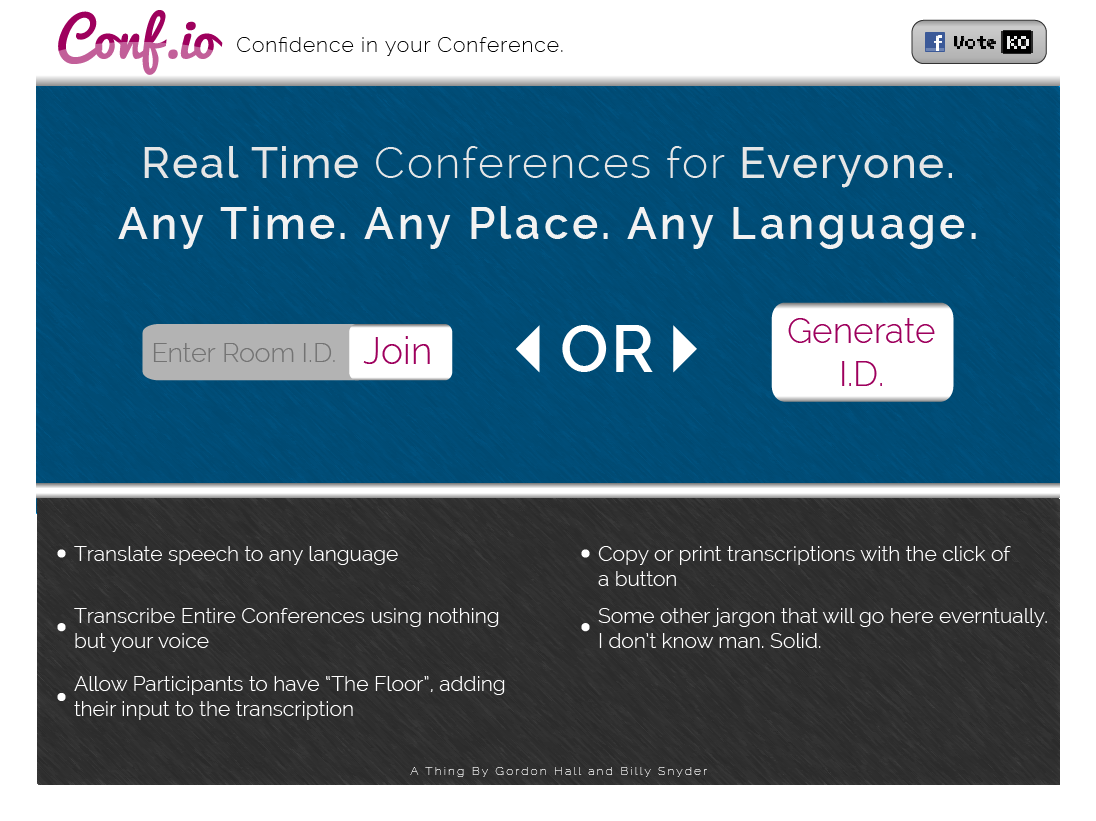 Conf.io Confidence in your Conference.
f Vote KO
Real Time Conferences for Everyone.
Any Time. Any Place. Any Language.
Enter Room I.D. Join
OR
Generate
I.D.
Translate speech to any language
Transcribe Entire Conferences using nothing
but your voice
Allow Participants to have “The Floor”, adding
their input to the transcription
Copy or print transcriptions with the click of
a button
Some other jargon that will go here everntually.
I don't know man. Solid.
A Thing By Gordon Hall and Billy Snyder